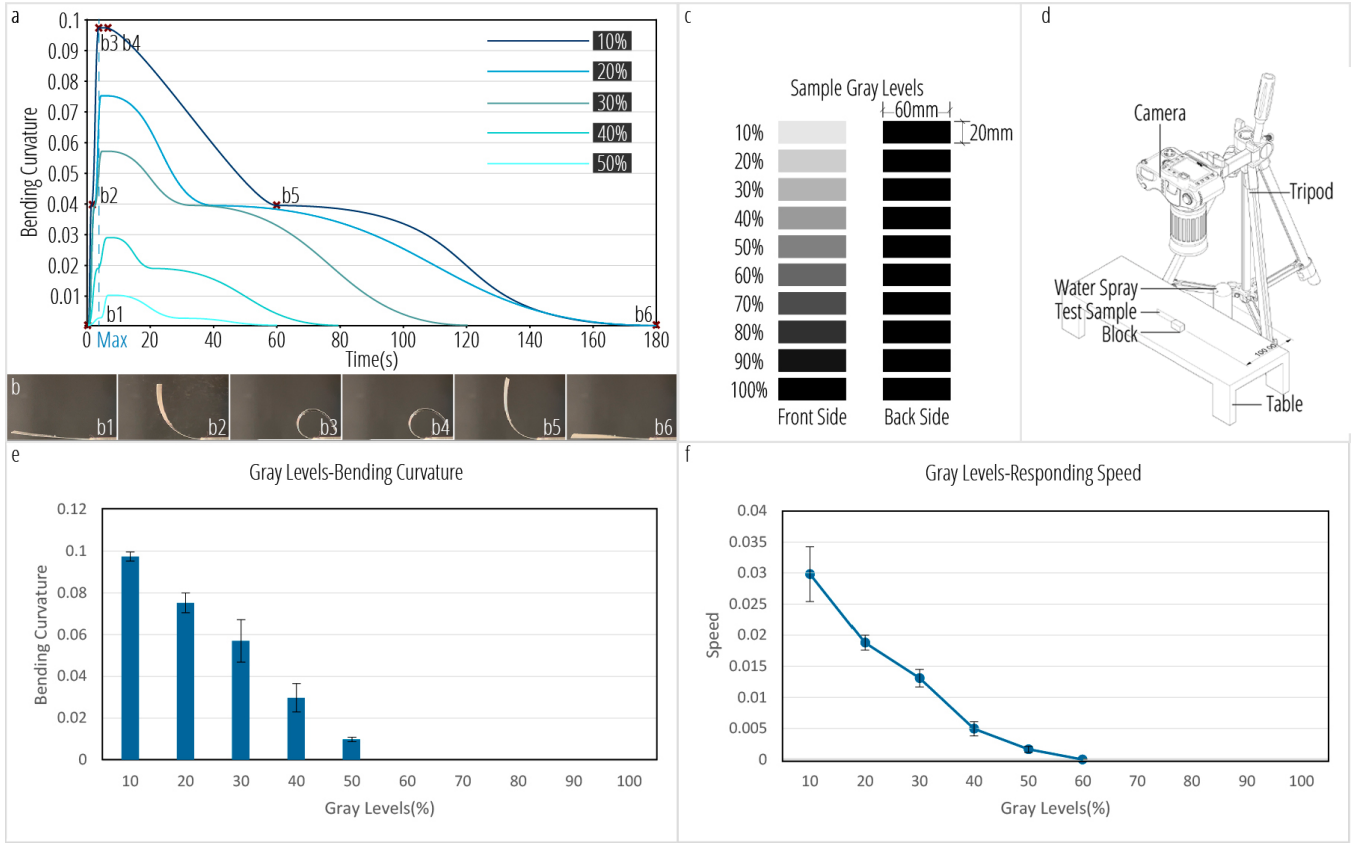 a
0.1
0.09
0.08
0.07
0.06
0.05
0.04
0.03
0.02
0.01
Bending Curvature
b3 b4
b2
b1
b5
b6
10%
20%
30%
40%
50%
0 Max 20 40 60 80 100 120 140 160 180
Time(s)
b
b1 b2 b3 b4 b5 b6
c
Sample Gray Levels
60mm
20mm
10%
20%
30%
40%
50%
60%
70%
80%
90%
100%
Front Side Back Side
d
Camera
Tripod
Water Spray
Test Sample
Block
100.00
Table
e
Gray Levels-Bending Curvature
0.12
0.1
0.08
0.06
0.04
0.02
0
Bending Curvature
10 20 30 40 50 60 70 80 90 100
Gray Levels(%)
f
Gray Levels-Responding Speed
0.04
0.035
0.03
0.025
0.02
0.015
0.01
0.005
0
Speed
10 20 30 40 50 60 70 80 90 100
Gray Levels(%)